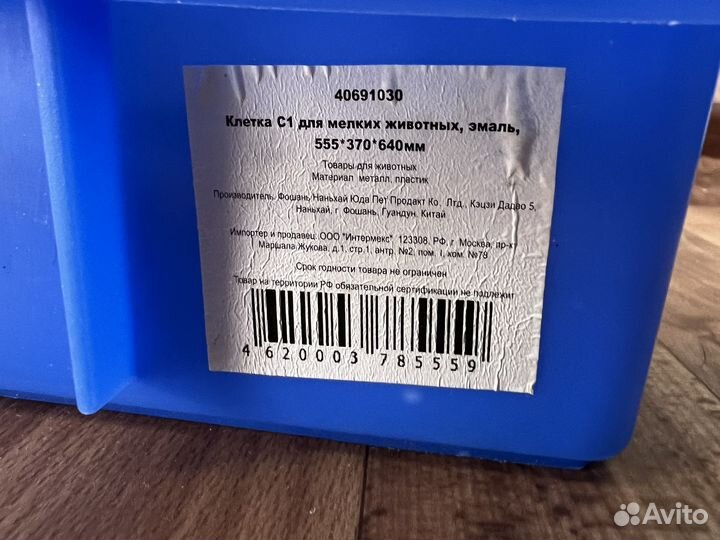 40691030
Клетка С1 для мелких животных, эмаль,
555*370*640мм
Товары для животных
Материал металл, пластик
Производитель Фошань Наньхай Юда Пет Продакт Ко, Лтд., Кэцзи Дадао 5,
Наньхай, г Фошань, Гуандун, Китай
Импортер и продавец: ООО "Интермекс" 123308, РФ, г Москва, пр-кт
Маршала Жукова, д.1, стр.1, антр. №2, пом. I, ком. №78
Срок годности товара не ограничен
Товар на территории РФ обязательной сертификации не подлежит
4 620003 785559
Avito